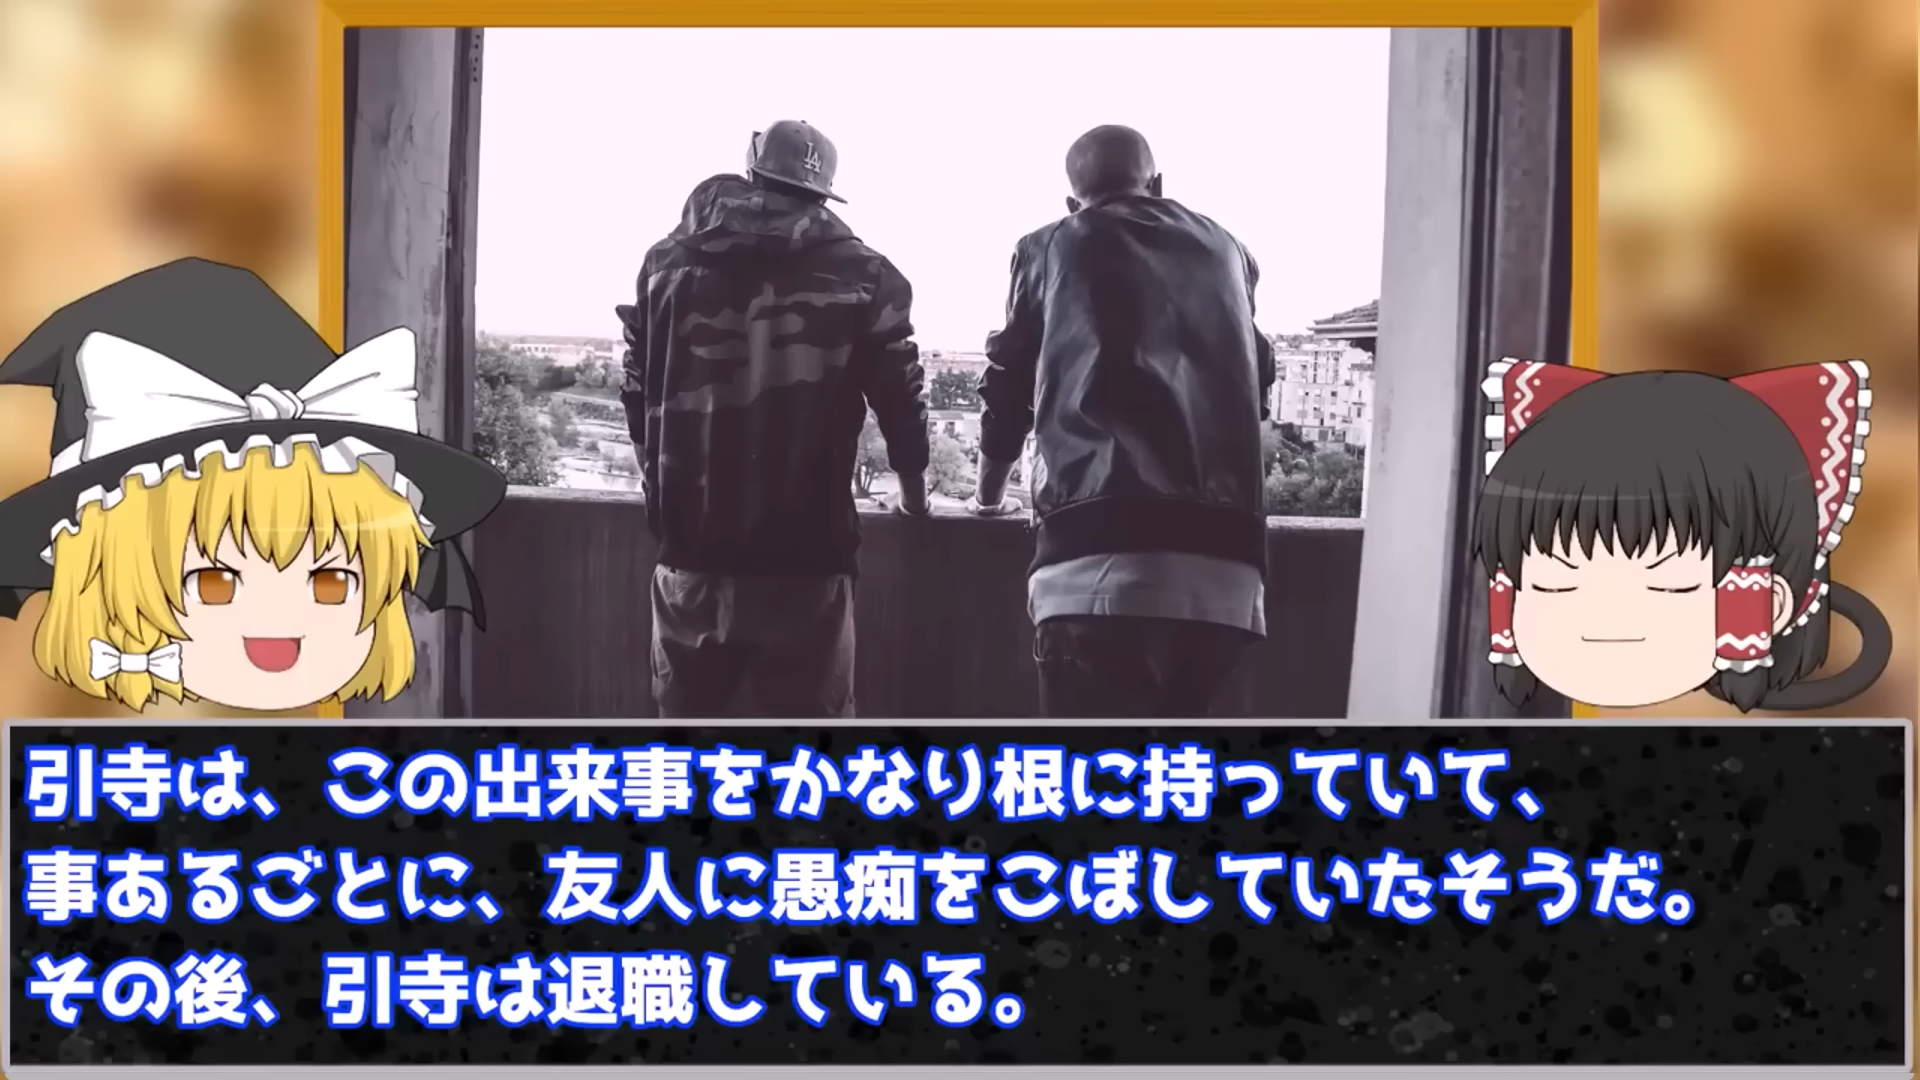 LA
引寺は、この出来事をかなり根に持っていて、
事あるごとに、友人に愚痴をこぼしていたそうだ。
その後、引寺は退職している。